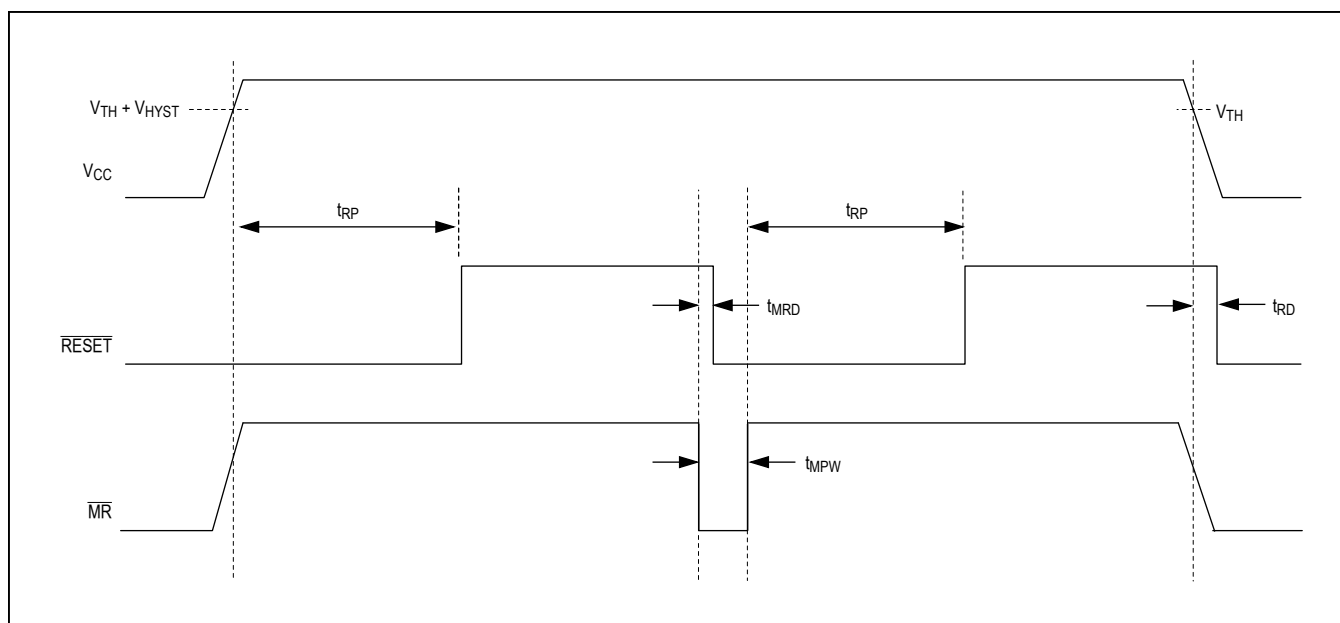 VTH + VHYST
VTH
VCC
tRP
tRP
tMRD
tRD
RESET
tMPW
MR